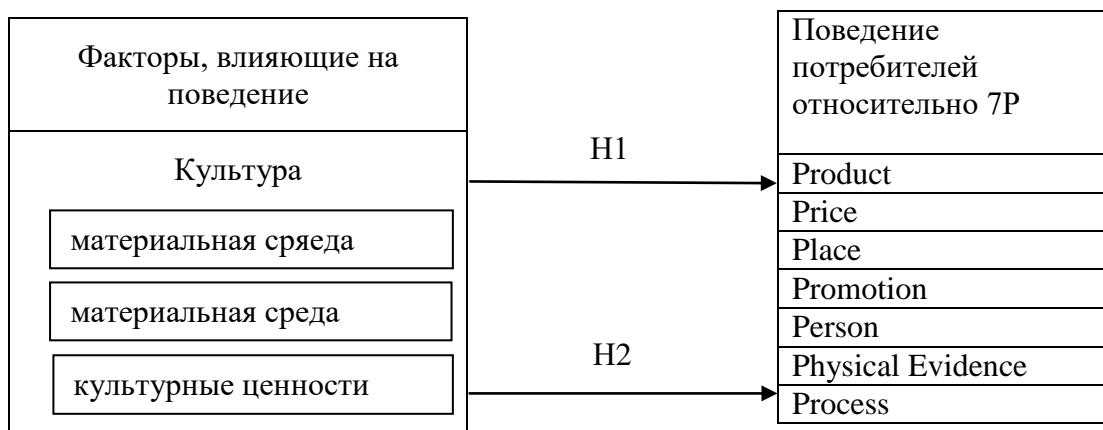 Факторы, влияющие на
поведение
Культура
материальная сряеда
материальная среда
культурные ценности
H1
H2
Поведение
потребителей
относительно 7P
Product
Price
Place
Promotion
Person
Physical Evidence
Process